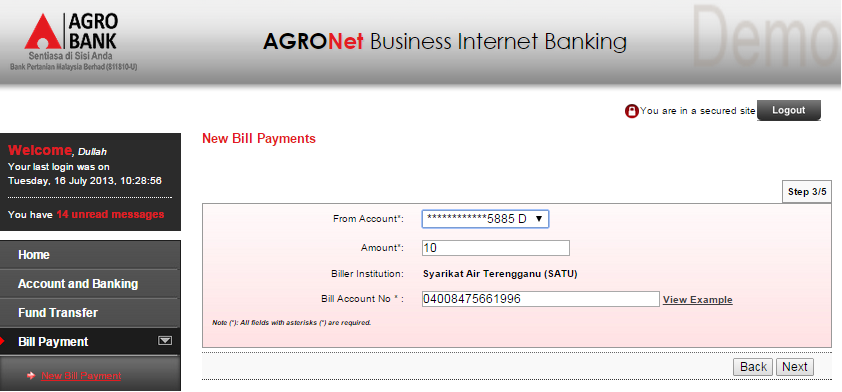 AGRO
BANK
Sentiasa di Sisi Anda
Bank Pertanian Malaysia Berhad (811810-U)
AGRONet Business Internet Banking
Demo
You are in a secured site
Logout
Welcome, Dullah
Your last login was on
Tuesday, 16 July 2013, 10:28:56
You have 14 unread messages
Home
Account and Banking
Fund Transfer
Bill Payment
New Bill Payment
New Bill Payments
Step 3/5
From Account*: ************5885 D
Amount*: 10
Biller Institution: Syarikat Air Terengganu (SATU)
Bill Account No * : 04008475661996 View Example
Note (*): All fields with asterisks (*) are required.
Back Next